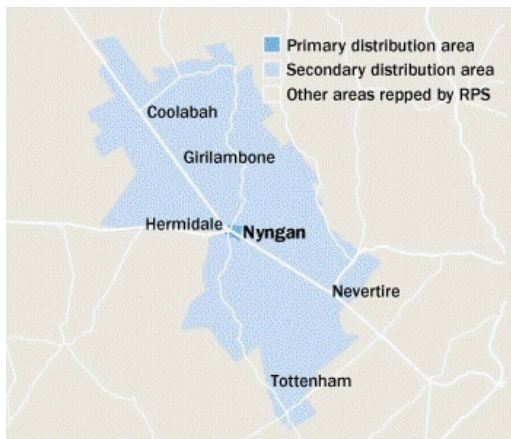 Primary distribution area
Secondary distribution area
Other areas repped by RPS
Coolabah
Girilambone
Hermidale
Nyngan
Nevertire
Tottenham